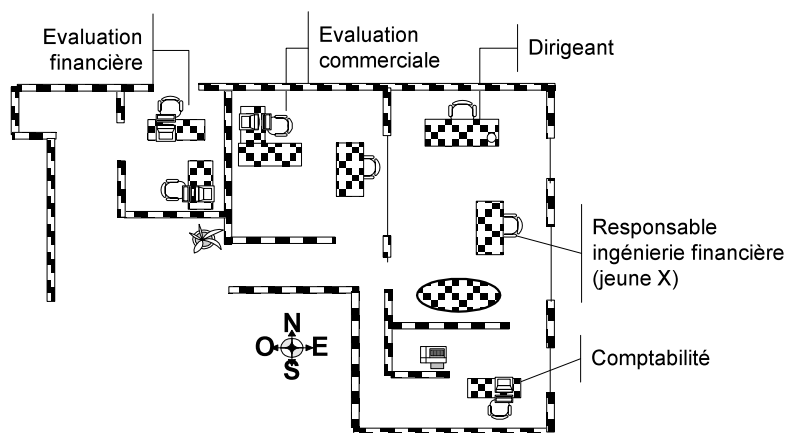 Evaluation
financière
Evaluation
commerciale
Dirigeant
Responsable
ingénierie financière
(jeune X)
N
O E
S
Comptabilité